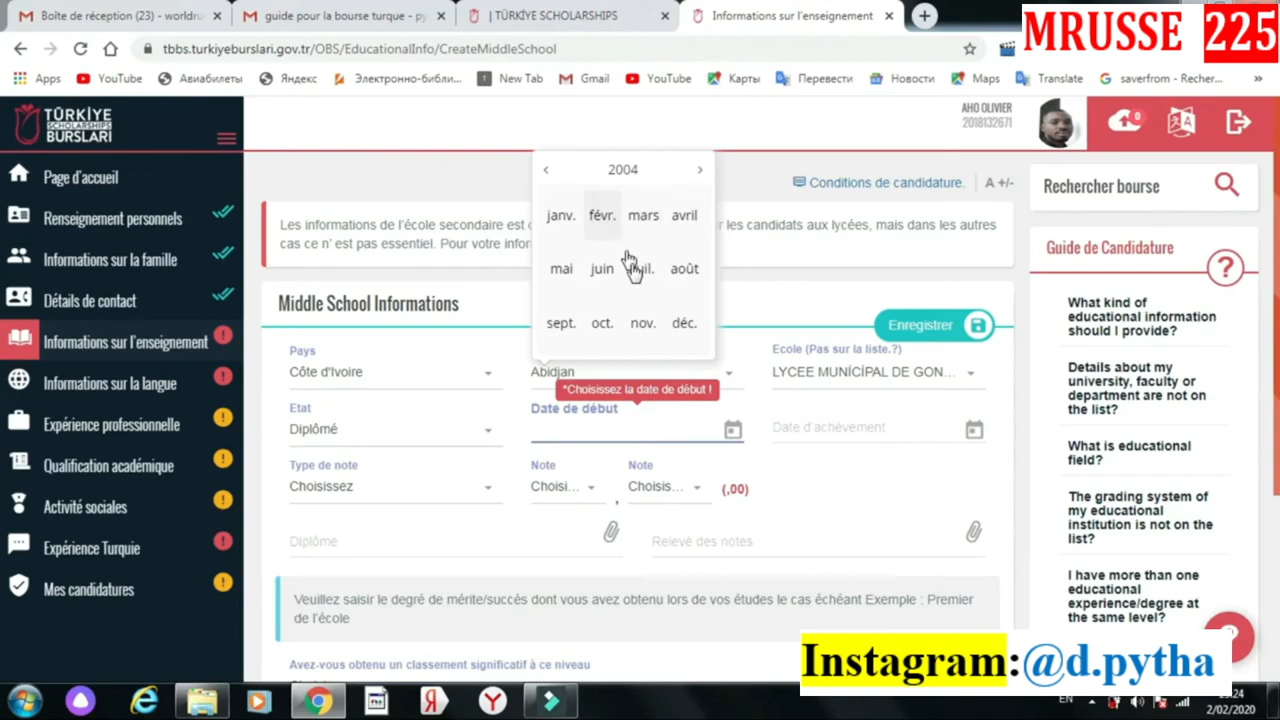 Boîte de réception (23) - worldru
guide pour la bourse turque - p
| TÜRKİYE SCHOLARSHIPS
Informations sur l'enseignement
MRUSSE 225
tbbs.turkiyeburslari.gov.tr/OBS/EducationalInfo/CreateMiddleSchool
Apps
YouTube
Авиабилеты
Яндекс
Электронно-библи...
New Tab
Gmail
YouTube
Карты
Перевести
Новости
Maps
Translate
saverfrom - Recher...
»
TÜRKİYE
SCHOLARSHIPS
BURSLARI
AHO OLIVIER
2018132671
0
Page d'accueil
Renseignement personnels
Informations sur la famille
Détails de contact
Informations sur l'enseignement
Informations sur la langue
Expérience professionnelle
Qualification académique
Activité sociales
Expérience Turquie
Mes candidatures
Conditions de candidature.
A +/-
Les informations de l'école secondaire est
les candidats aux lycées, mais dans les autres
cas ce n' est pas essentiel. Pour votre
2004
janv. févr. mars avril
mai juin août
sept. oct. nov. déc.
Middle School Informations
Enregistrer
Pays
Côte d'Ivoire
Abidjan
Ecole (Pas sur la liste.?)
LYCEE MUNİCİPAL DE GON...
*Choisissez la date de début !
Etat
Diplômé
Date de début
Date d'achèvement
Type de note
Choisissez
Note
Choisi...
,
Note
Choisis...
(,00)
Diplôme
Relevé des notes
Veuillez saisir le degré de mérite/succès dont vous avez obtenu lors de vos études le cas échéant Exemple : Premier
de l'école
Avez-vous obtenu un classement significatif à ce niveau
Rechercher bourse
Guide de Candidature
?
What kind of
educational information
should I provide?
Details about my
university, faculty or
department are not on
the list?
What is educational
field?
The grading system of
my educational
institution is not on the
list?
I have more than one
educational
experience/degree at
the same level?
Instagram:@d.pytha
EN
2/02/2020